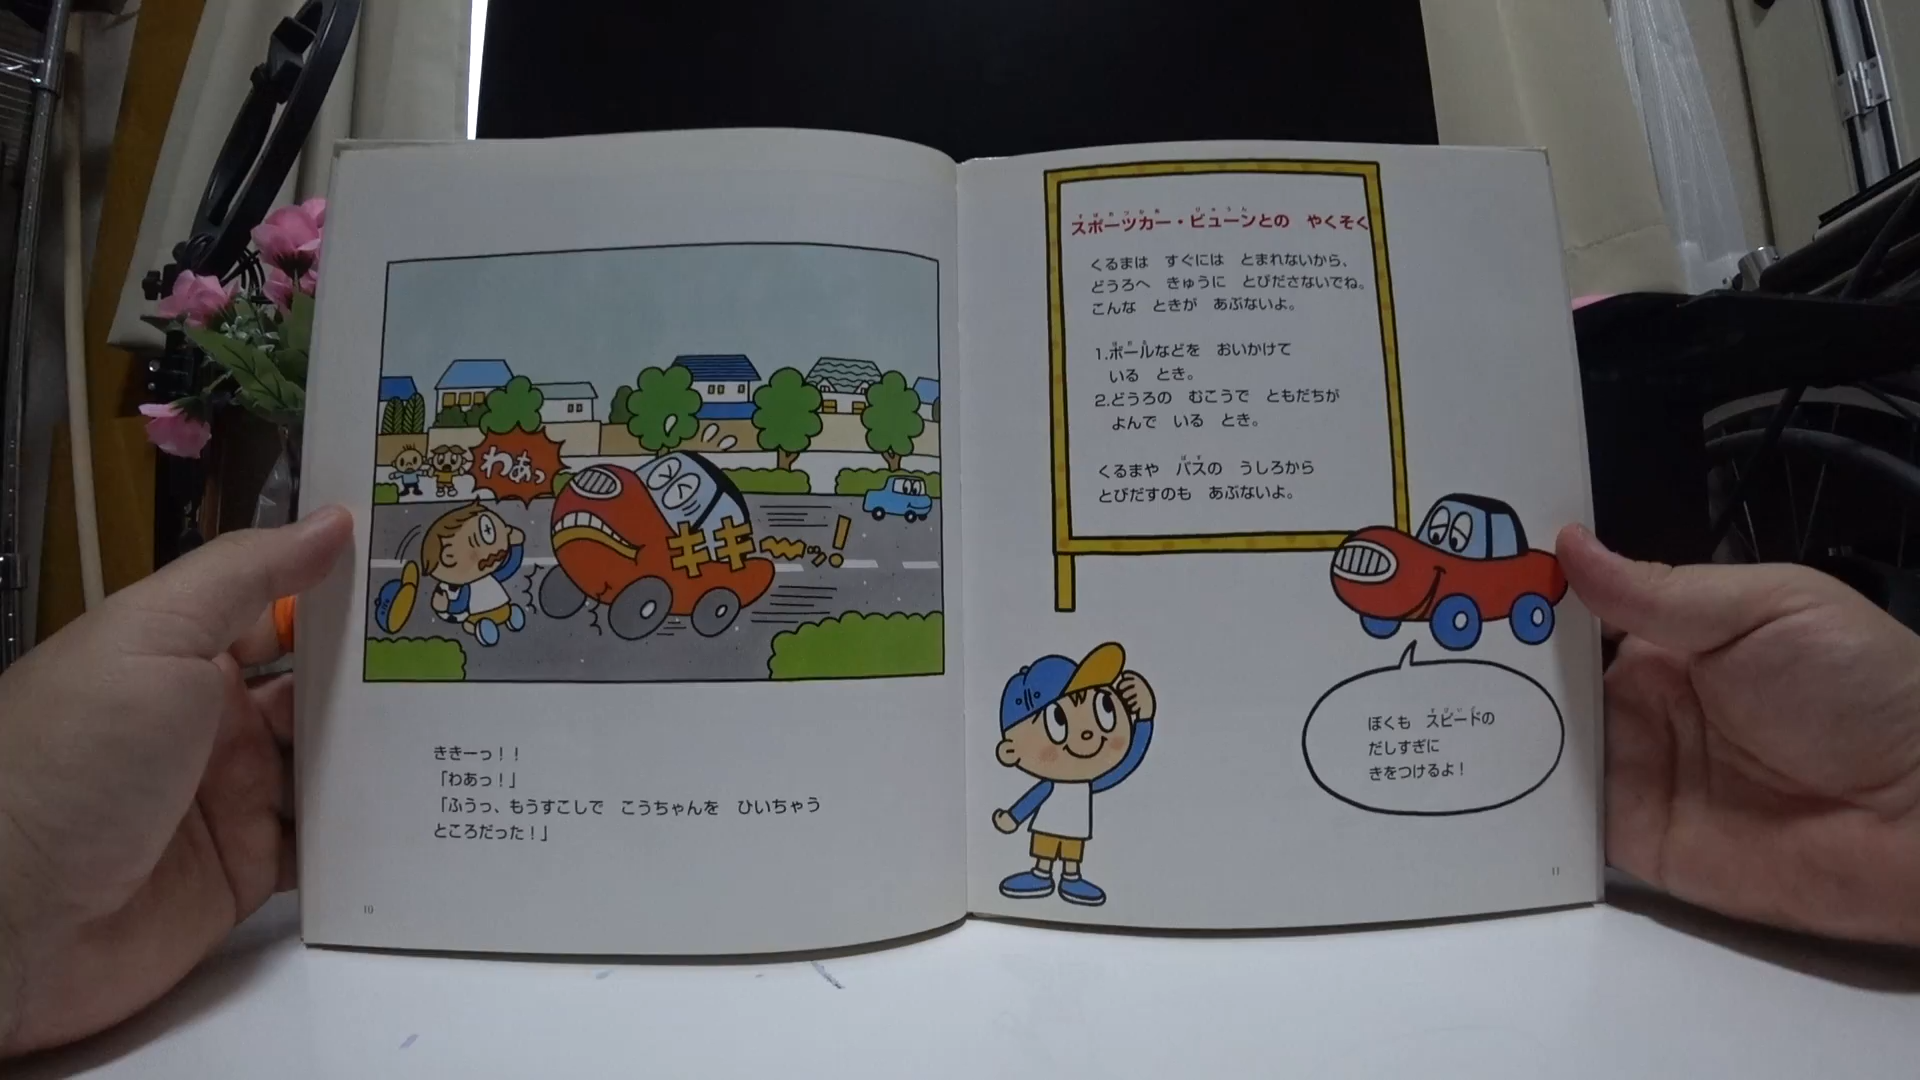 わあっ
キキーッ！
ききーっ！！
「わあっ！」
「ふうっ、もうすこしで　こうちゃんを　ひいちゃう
ところだった！」
10
スポーツカー・ビューンとの　やくそく
くるまは　すぐには　とまれないから、
どうろへ　きゅうに　とびださないでね。
こんな　ときが　あぶないよ。
1.ボールなどを　おいかけて
いる　とき。
2.どうろの　むこうで　ともだちが
よんで　いる　とき。
くるまや　バスの　うしろから
とびだすのも　あぶないよ。
ぼくも　スピードの
だしすぎに
きをつけるよ！
11